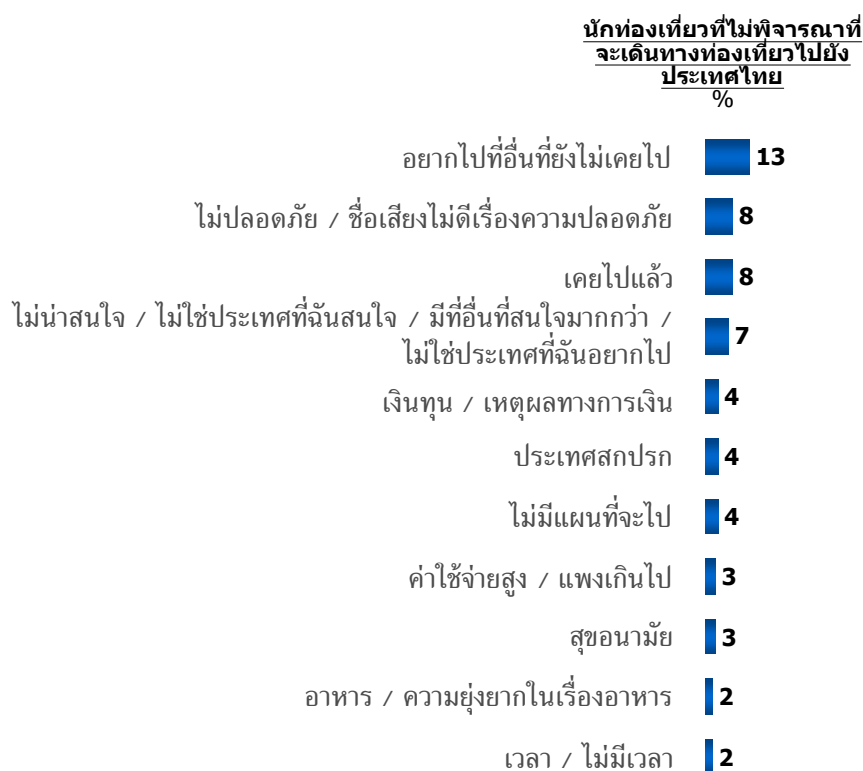 นักท่องเที่ยวที่ไม่พิจารณาที่
จะเดินทางท่องเที่ยวไปยัง
ประเทศไทย
%
อยากไปที่อื่นที่ยังไม่เคยไป 13
ไม่ปลอดภัย / ชื่อเสียงไม่ดีเรื่องความปลอดภัย 8
เคยไปแล้ว 8
ไม่น่าสนใจ / ไม่ใช่ประเทศที่ฉันสนใจ / มีที่อื่นที่สนใจมากกว่า /
ไม่ใช่ประเทศที่ฉันอยากไป 7
เงินทุน / เหตุผลทางการเงิน 4
ประเทศสกปรก 4
ไม่มีแผนที่จะไป 4
ค่าใช้จ่ายสูง / แพงเกินไป 3
สุขอนามัย 3
อาหาร / ความยุ่งยากในเรื่องอาหาร 2
เวลา / ไม่มีเวลา 2